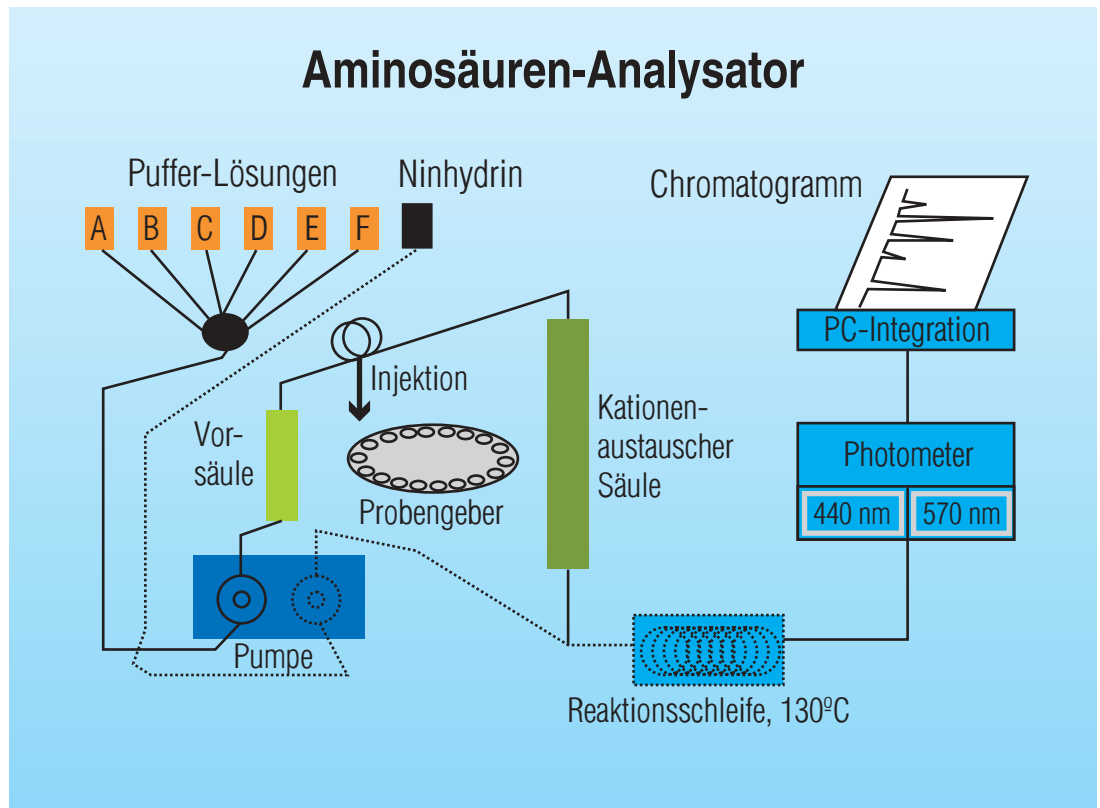 Aminosäuren-Analysator
Puffer-Lösungen
Ninhydrin
A B C D E F
Chromatogramm
PC-Integration
Injektion
Vor-
säule
Probengeber
Kationen-
austauscher
Säule
Photometer
440 nm 570 nm
Pumpe
Reaktionsschleife, 130ºC